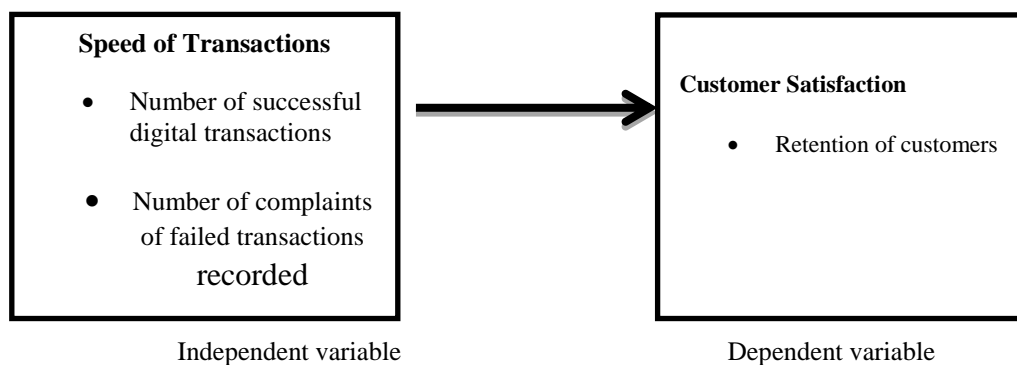 Speed of Transactions
• Number of successful
digital transactions
• Number of complaints
of failed transactions
recorded
Customer Satisfaction
• Retention of customers
Independent variable
Dependent variable